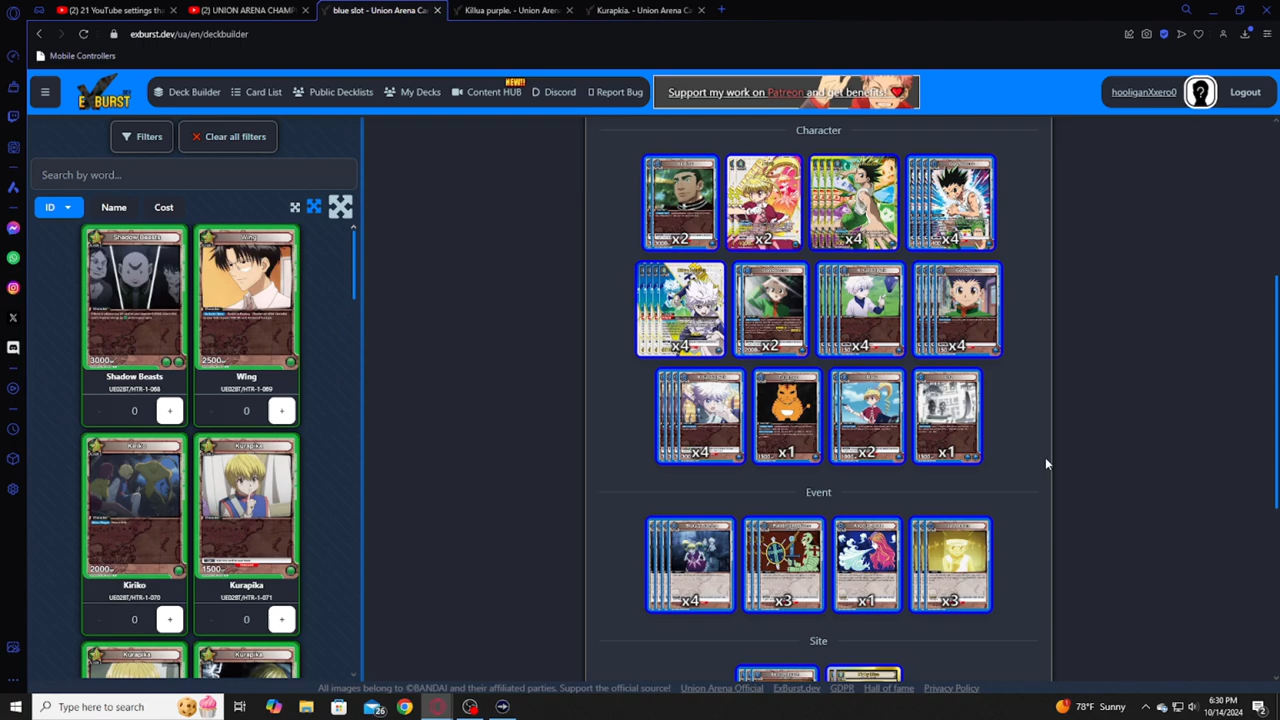 (2) 21 YouTube settings tha
(2) UNION ARENA CHAMP
blue slot - Union Arena Ca
Killua purple. - Union Aren
Kurapkia. - Union Arena Ca
exburst.dev/ua/en/deckbuilder
Mobile Controllers
EXBURST
Deck Builder
Card List
Public Decklists
My Decks
NEW!!
Content HUB
Discord
Report Bug
Support my work on Patreon and get benefits!
hooliganXxero0
Logout
Filters
Clear all filters
Search by word...
ID
Name
Cost
Shadow Beasts
3000
Shadow Beasts
UE02BT/HTR-1-068
0
+
Wing
2500
Wing
UE02BT/HTR-1-069
0
+
Kiriko
2000
Kiriko
UE02BT/HTR-1-070
0
+
Kurapika
1500
Kurapika
UE02BT/HTR-1-071
0
+
Kurapika
Kurapika
Character
x2
x2
x4
x4
x4
x2
x4
x4
x4
x1
x2
x1
Event
x4
x3
x1
x3
Site
All images belong to ©BANDAI and their affiliated parties. Support the official source!
Union Arena Official
ExBurst.dev
GDPR
Hall of fame
Privacy Policy
Type here to search
26
78°F Sunny
6:30 PM
10/14/2024
2